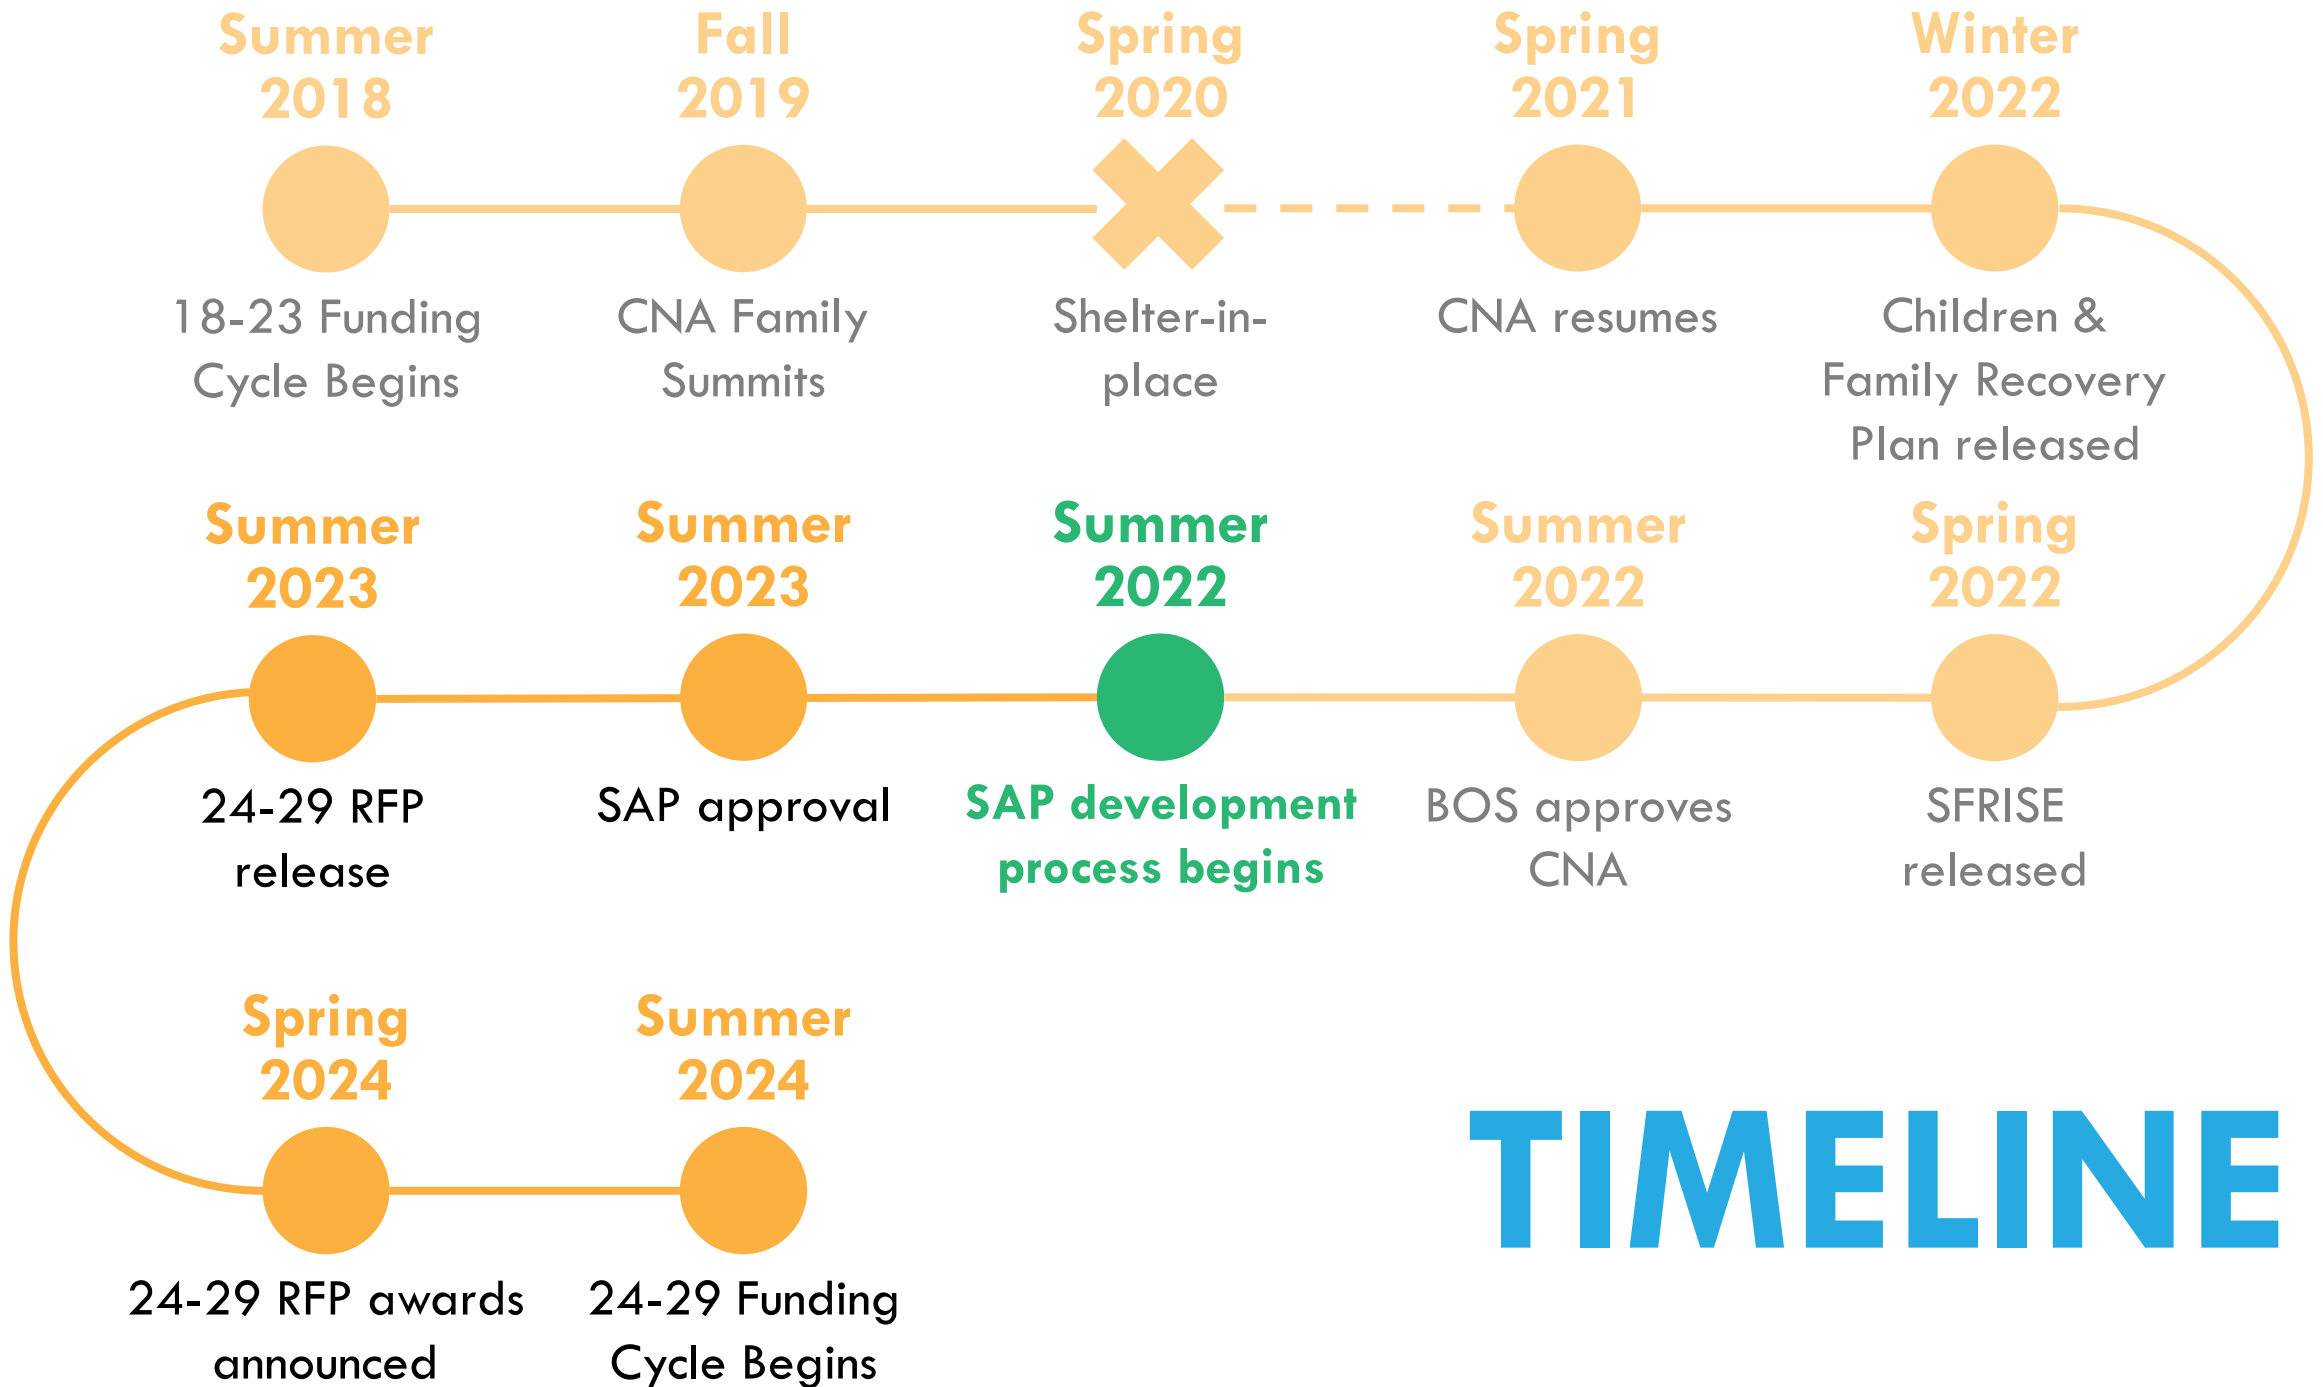 Summer
2018
18-23 Funding
Cycle Begins
Fall
2019
CNA Family
Summits
Spring
2020
Shelter-in-
place
Spring
2021
CNA resumes
Winter
2022
Children &
Family Recovery
Plan released
Summer
2023
24-29 RFP
release
Summer
2023
SAP approval
Summer
2022
SAP development
process begins
Summer
2022
BOS approves
CNA
Spring
2022
SFRISE
released
Spring
2024
24-29 RFP awards
announced
Summer
2024
24-29 Funding
Cycle Begins
TIMELINE